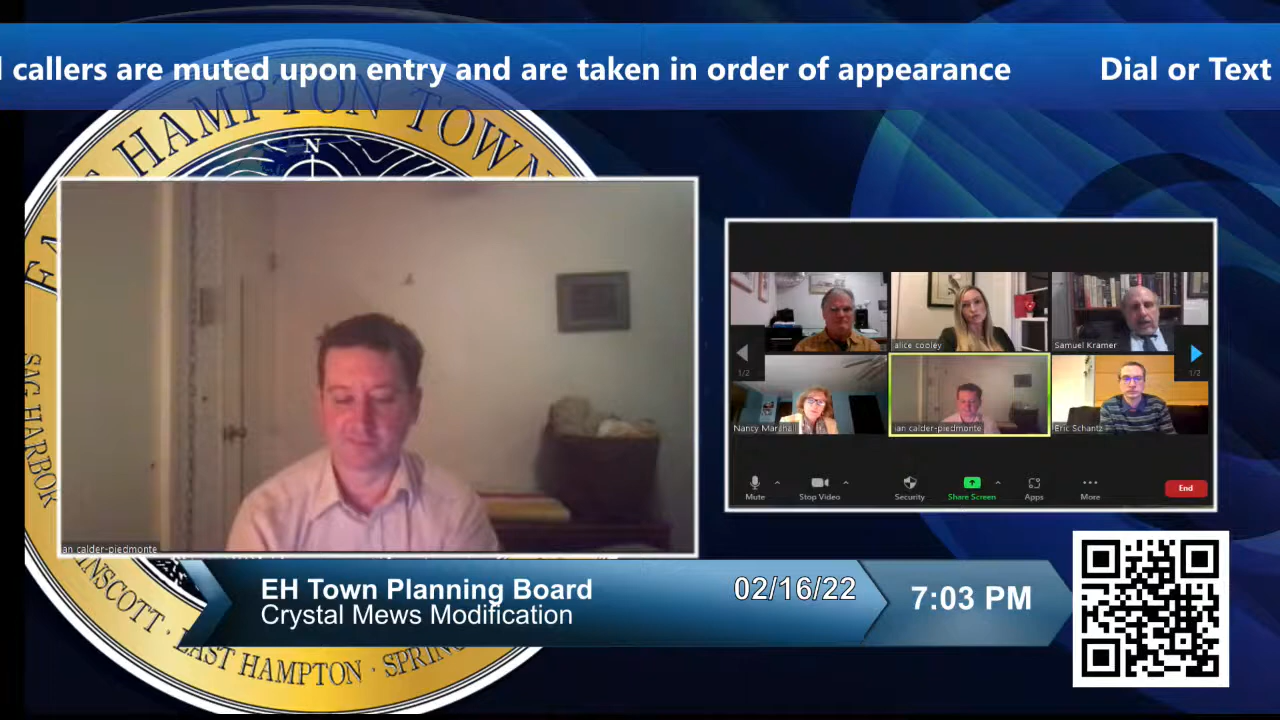 l callers are muted upon entry and are taken in order of appearance Dial or Text
HAMPTON TOWN
N
SAG HARBOR
ian calder-piedmonte
alice cooley
Samuel Kramer
1/2
1/2
Nancy Marshall
ian calder-piedmonte
Eric Schantz
Mute
Stop Video
Security
Share Screen
Apps
More
End
EH Town Planning Board
Crystal Mews Modification
02/16/22
7:03 PM
EAST HAMPTON ·